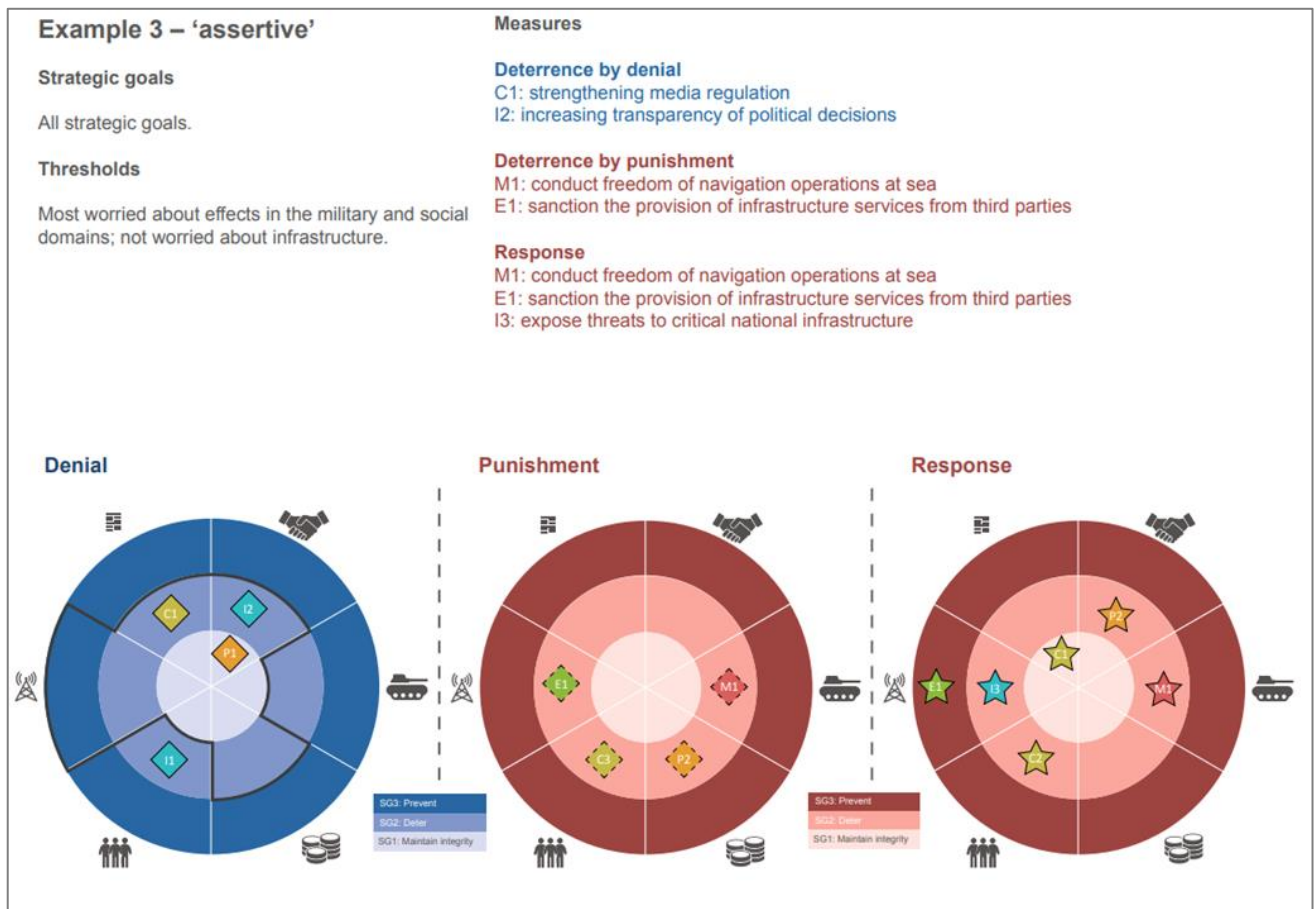 Example 3 – ‘assertive’
Strategic goals
All strategic goals.
Thresholds
Most worried about effects in the military and social
domains; not worried about infrastructure.
Measures
Deterrence by denial
C1: strengthening media regulation
I2: increasing transparency of political decisions
Deterrence by punishment
M1: conduct freedom of navigation operations at sea
E1: sanction the provision of infrastructure services from third parties
Response
M1: conduct freedom of navigation operations at sea
E1: sanction the provision of infrastructure services from third parties
I3: expose threats to critical national infrastructure
Denial
C1
I2
P1
I1
SG3: Prevent
SG2: Deter
SG1: Maintain integrity
Punishment
E1
M1
C3
P2
SG3: Prevent
SG2: Deter
SG1: Maintain integrity
Response
P2
C1
E1
I3
M1
C2